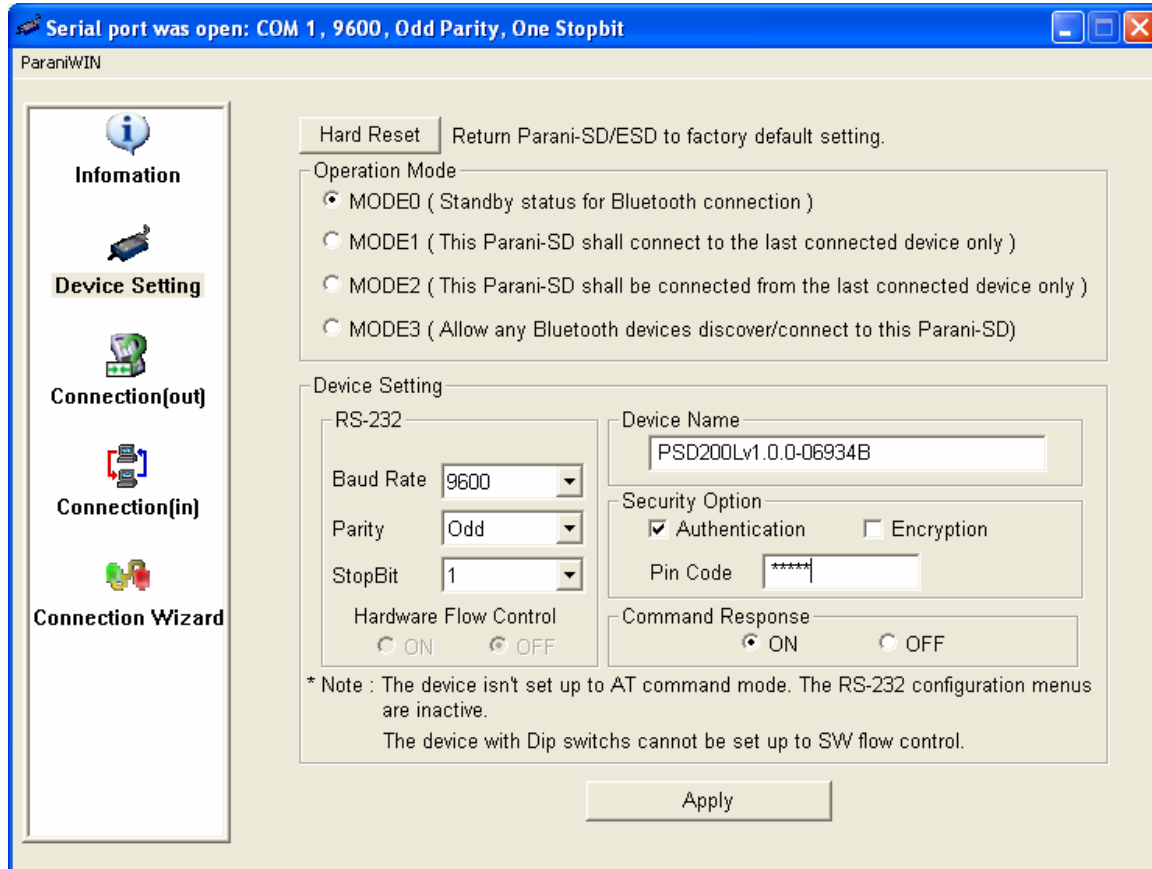 Serial port was open: COM 1, 9600, Odd Parity, One Stopbit
ParaniWIN
Infomation
Device Setting
Connection(out)
Connection(in)
Connection Wizard
Hard Reset Return Parani-SD/ESD to factory default setting.
Operation Mode
MODE0 ( Standby status for Bluetooth connection )
MODE1 ( This Parani-SD shall connect to the last connected device only )
MODE2 ( This Parani-SD shall be connected from the last connected device only )
MODE3 ( Allow any Bluetooth devices discover/connect to this Parani-SD)
Device Setting
RS-232
Baud Rate 9600
Parity Odd
StopBit 1
Hardware Flow Control
ON OFF
Device Name
PSD200Lv1.0.0-06934B
Security Option
Authentication Encryption
Pin Code *****
Command Response
ON OFF
* Note : The device isn't set up to AT command mode. The RS-232 configuration menus
are inactive.
The device with Dip switchs cannot be set up to SW flow control.
Apply